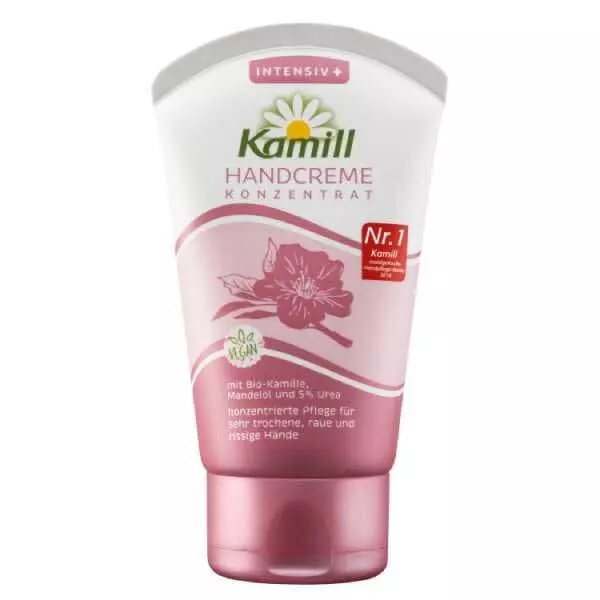 INTENSIV +
Kamill
HANDCREME
KONZENTRAT
Nr. 1
Kamill
VEGAN
mit Bio-Kamille,
Mandelöl und 5% Urea
konzentrierte Pflege für
sehr trockene, raue und
rissige Hände